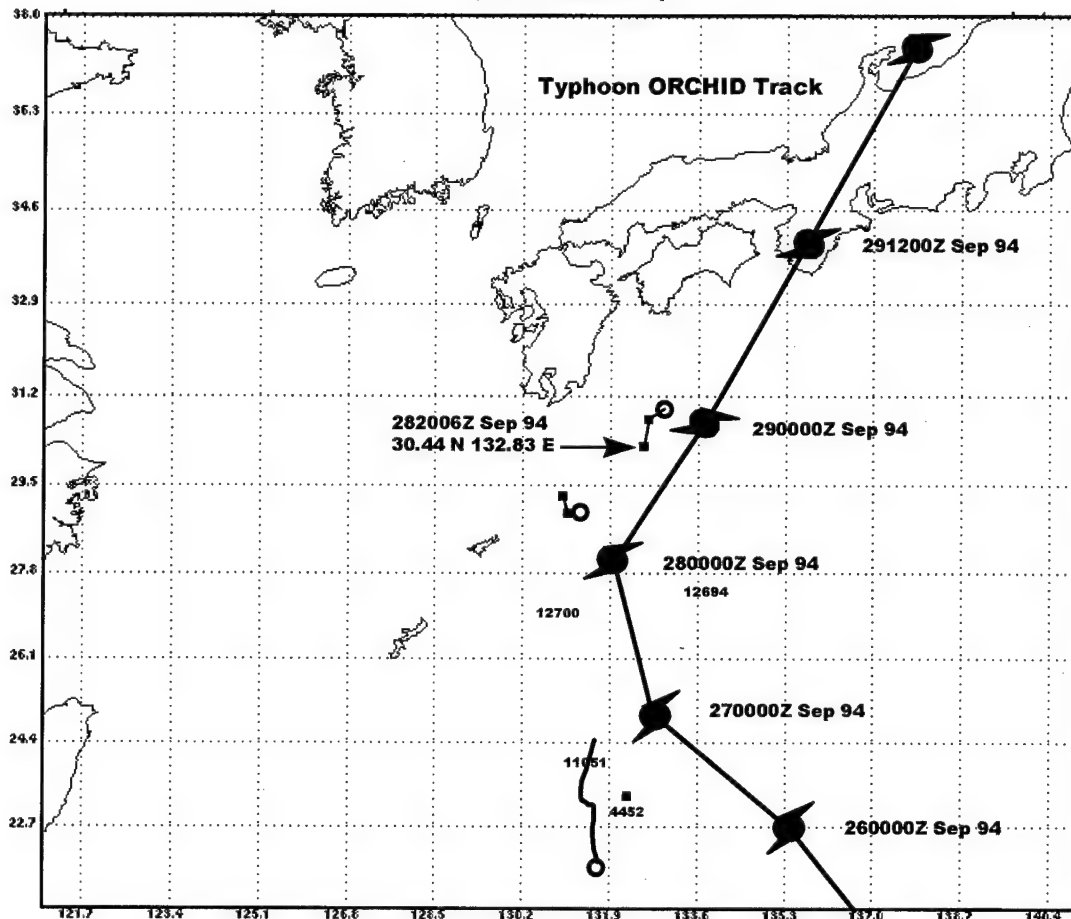 38.0
Typhoon ORCHID Track
36.3
34.6
291200Z Sep 94
32.9
31.2
282006Z Sep 94
30.44 N 132.83 E
290000Z Sep 94
29.5
27.8
280000Z Sep 94
12700
12694
26.1
270000Z Sep 94
24.4
11051
4452
22.7
260000Z Sep 94
121.7 123.4 125.1 126.8 128.5 130.2 131.9 133.6 135.3 137.0 138.7 140.4